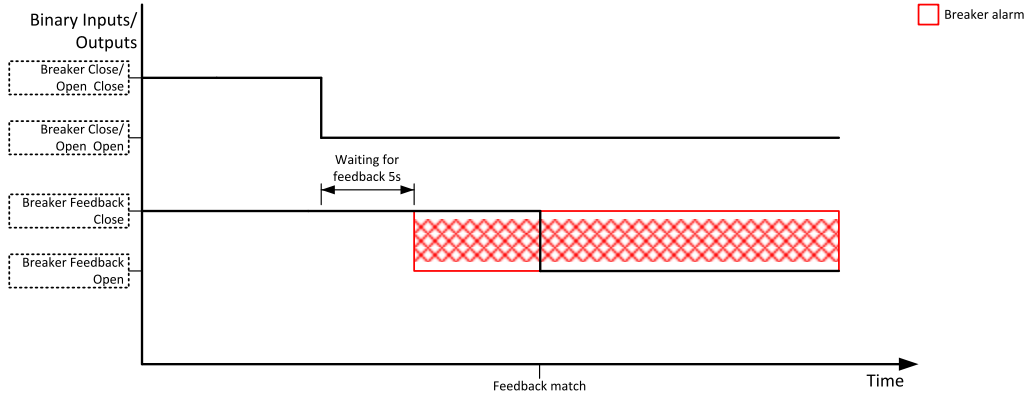 Binary Inputs/
Outputs
Breaker alarm
Breaker Close/
Open Close
Breaker Close/
Open Open
Waiting for
feedback 5s
Breaker Feedback
Close
Breaker Feedback
Open
Time
Feedback match